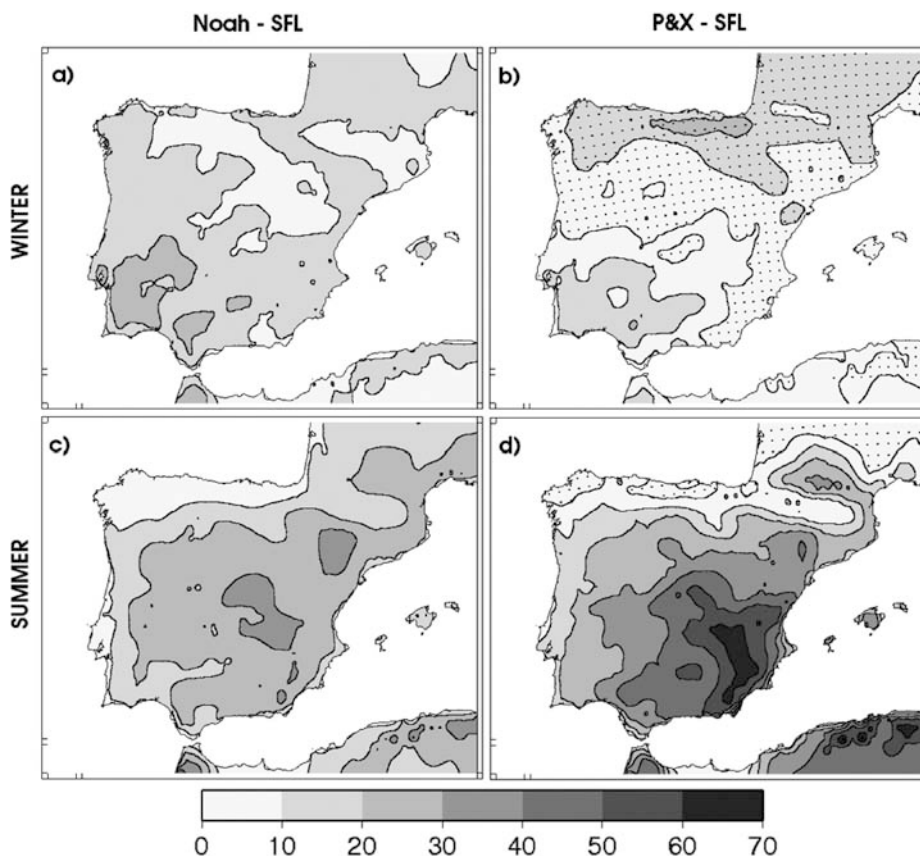 Noah - SFL
P&X - SFL
WINTER
a)
b)
SUMMER
c)
d)
0 10 20 30 40 50 60 70